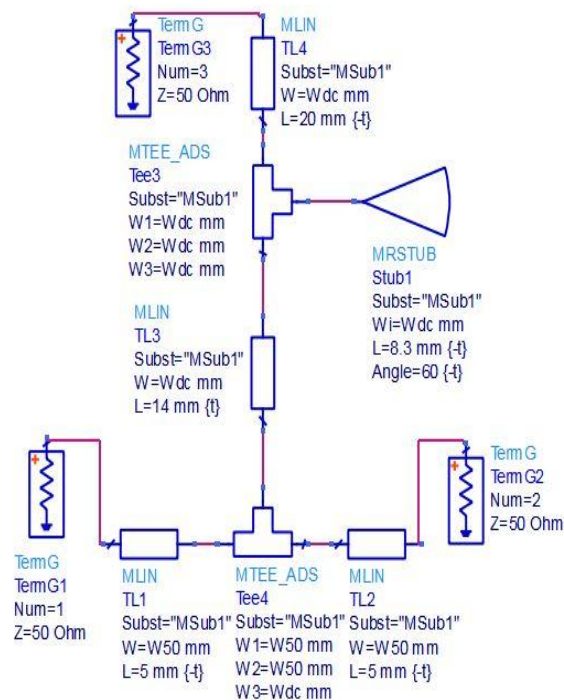 TermG
TermG3
Num=3
Z=50 Ohm
MLIN
TL4
Subst="MSub1"
W=Wdc mm
L=20 mm {-t}
MTEE_ADS
Tee3
Subst="MSub1"
W1=Wdc mm
W2=Wdc mm
W3=Wdc mm
MRSTUB
Stub1
Subst="MSub1"
Wi=Wdc mm
L=8.3 mm {-t}
Angle=60 {-t}
MLIN
TL3
Subst="MSub1"
W=Wdc mm
L=14 mm {t}
TermG
TermG1
Num=1
Z=50 Ohm
MLIN
TL1
Subst="MSub1"
W=W50 mm
L=5 mm {-t}
MTEE_ADS
Tee4
Subst="MSub1"
W1=W50 mm
W2=W50 mm
W3=Wdc mm
MLIN
TL2
Subst="MSub1"
W=W50 mm
L=5 mm {-t}
TermG
TermG2
Num=2
Z=50 Ohm